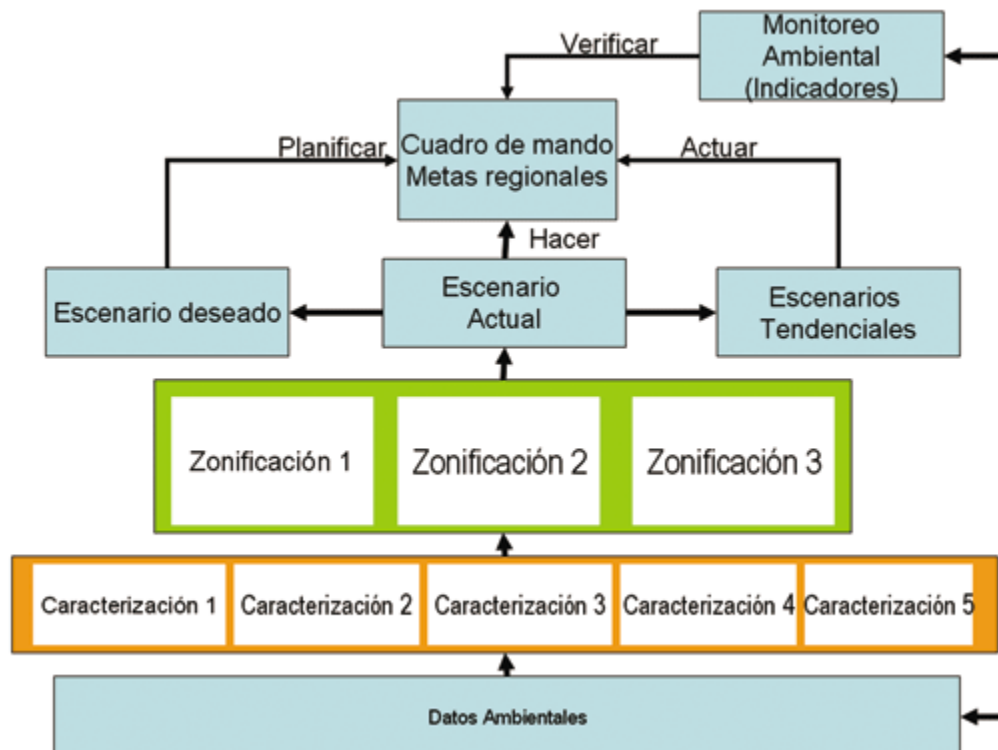 Monitoreo
Ambiental
(Indicadores)
Verificar
Planificar
Cuadro de mando
Metas regionales
Actuar
Hacer
Escenario deseado
Escenario
Actual
Escenarios
Tendenciales
Zonificación 1
Zonificación 2
Zonificación 3
Caracterización 1
Caracterización 2
Caracterización 3
Caracterización 4
Caracterización 5
Datos Ambientales